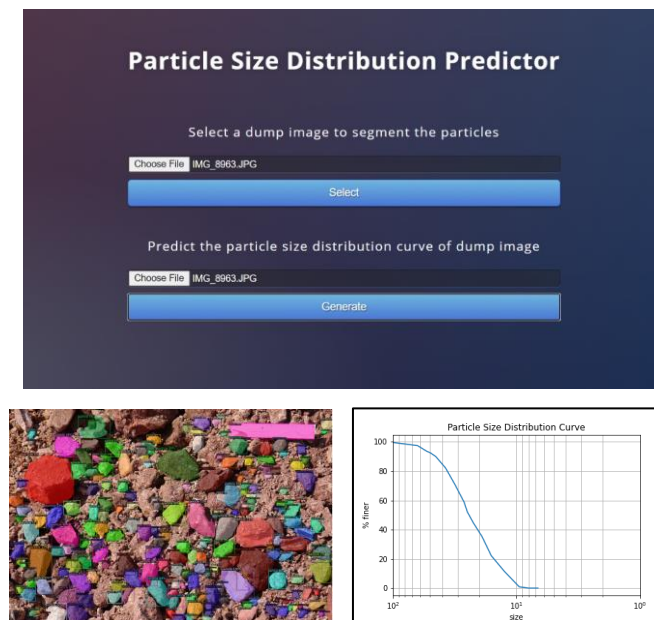 Particle Size Distribution Predictor
Select a dump image to segment the particles
Choose File IMG_8963.JPG
Select
Predict the particle size distribution curve of dump image
Choose File IMG_8963.JPG
Generate
Particle Size Distribution Curve
100
80
60
40
20
0
% finer
10² 10¹ 10⁰
size